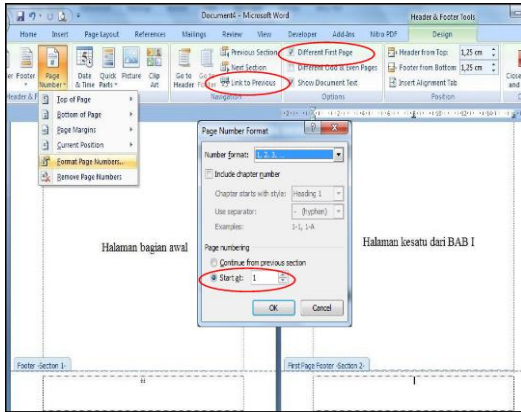 Document4 - Microsoft Word
Header & Footer Tools
Home Insert Page Layout References Mailings Review View Developer Add-Ins Nitro PDF Design
Previous Section
Different First Page
Header from Top: 1,25 cm
Next Section
Different Odd & Even Pages
Footer from Bottom: 1,25 cm
Footer
Page Number
Date & Time
Quick Parts
Picture
Clip Art
Go to Header
Link to Previous
Show Document Text
Insert Alignment Tab
Close
and
Navigation
Options
Position
Top of Page
Bottom of Page
Page Margins
Current Position
Format Page Numbers...
Remove Page Numbers
Page Number Format
Number format: 1, 2, 3, ...
Include chapter number
Chapter starts with style: Heading 1
Use separator: - (hyphen)
Examples: 1-1, 1-A
Page numbering
Continue from previous section
Start at: 1
OK Cancel
Halaman bagian awal
Halaman kesatu dari BAB I
Footer -Section 1-
First Page Footer -Section 2-